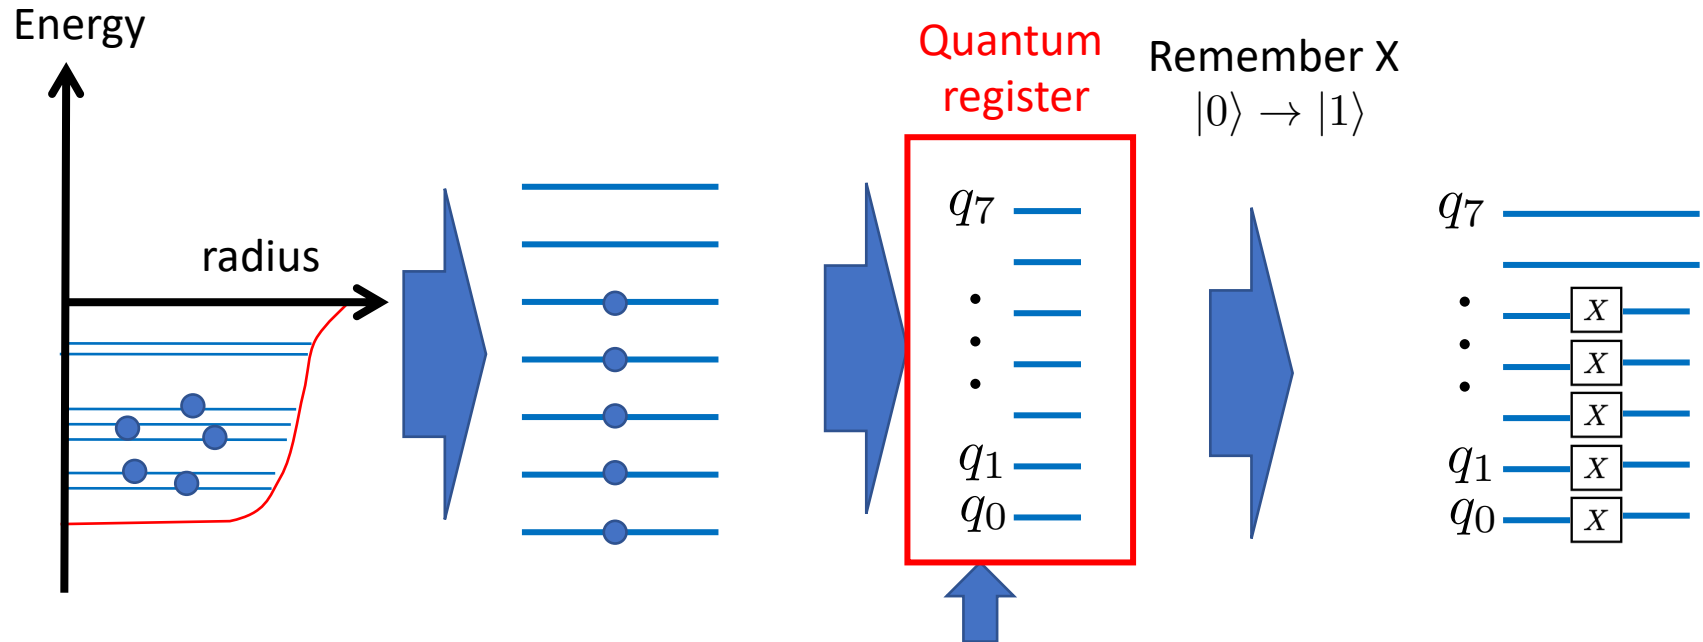 Energy
radius
Quantum
register
q₇
q₁
q₀
Remember X
|0⟩ → |1⟩
q₇
X
X
X
q₁
X
q₀
X